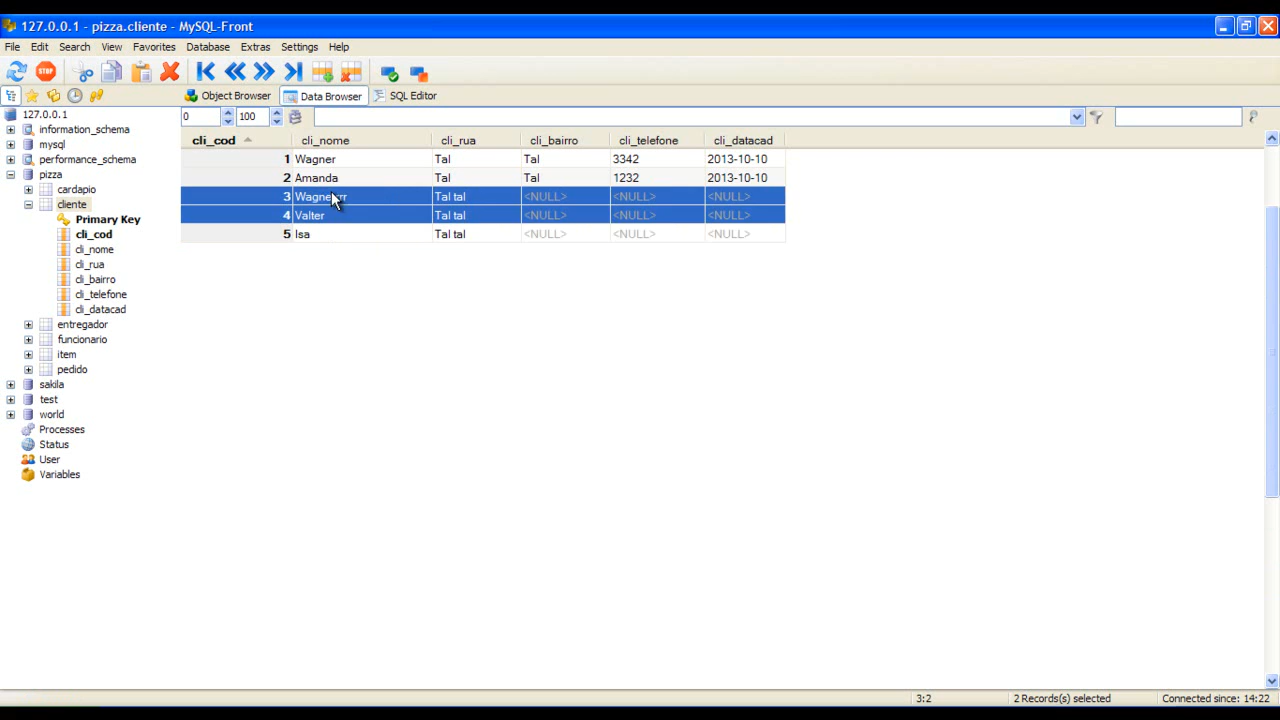 127.0.0.1 - pizza.cliente - MySQL-Front
File Edit Search View Favorites Database Extras Settings Help
STOP
Object Browser Data Browser SQL Editor
0 100
127.0.0.1
information_schema
mysql
performance_schema
pizza
cardapio
cliente
Primary Key
cli_cod
cli_nome
cli_rua
cli_bairro
cli_telefone
cli_datacad
entregador
funcionario
item
pedido
sakila
test
world
Processes
Status
User
Variables
cli_cod cli_nome cli_rua cli_bairro cli_telefone cli_datacad
1 Wagner Tal Tal 3342 2013-10-10
2 Amanda Tal Tal 1232 2013-10-10
3 Tal tal <NULL> <NULL> <NULL>
4 Valter Tal tal <NULL> <NULL> <NULL>
5 Isa Tal tal <NULL> <NULL> <NULL>
3:2 2 Records(s) selected Connected since: 14:22